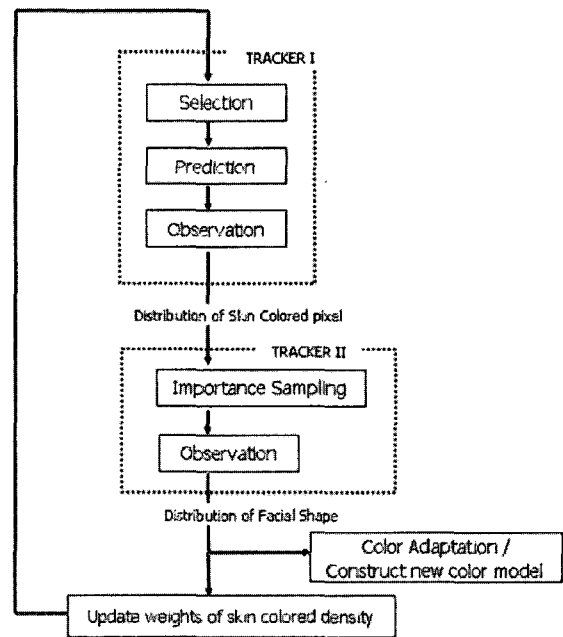 TRACKER I
Selection
Prediction
Observation
Distribution of Skin Colored pixel
TRACKER II
Importance Sampling
Observation
Distribution of Facial Shape
Color Adaptation /
Construct new color model
Update weights of skin colored density